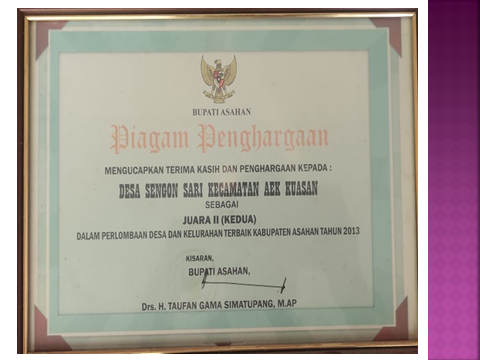 BUPATI ASAHAN
Piagam Penghargaan
MENGUCAPKAN TERIMA KASIH DAN PENGHARGAAN KEPADA :
DESA SENGON SARI KECAMATAN AEK KUASAN
SEBAGAI
JUARA II (KEDUA)
DALAM PERLOMBAAN DESA DAN KELURAHAN TERBAIK KABUPATEN ASAHAN TAHUN 2013
KISARAN,
BUPATI ASAHAN,
Drs. H. TAUFAN GAMA SIMATUPANG, M.AP